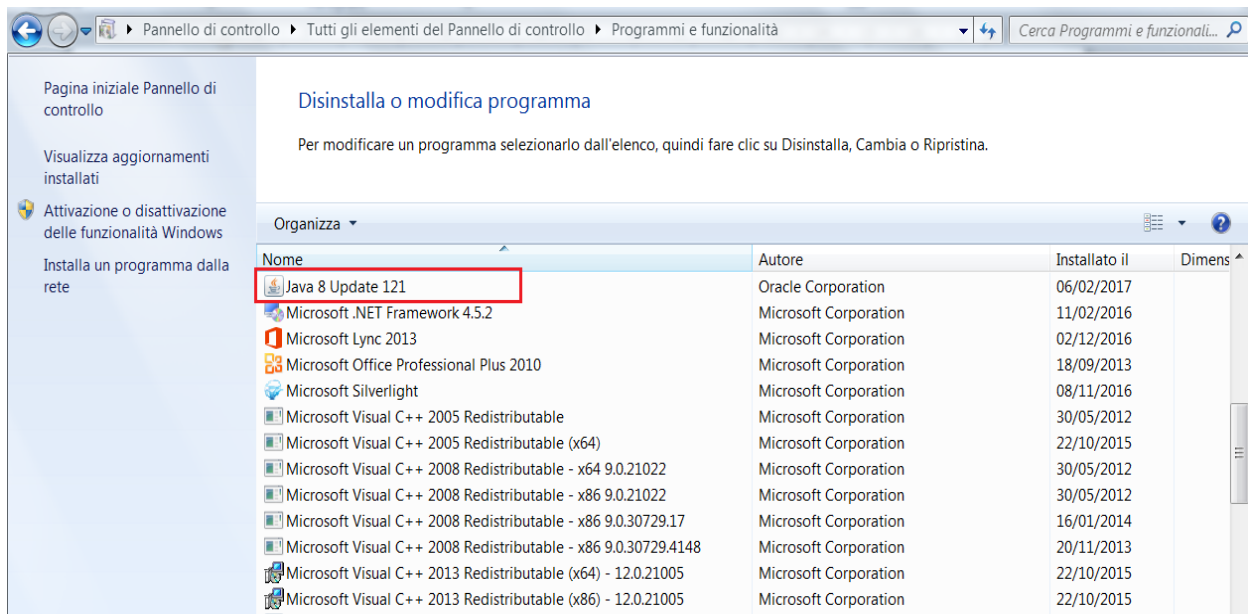 Pannello di controllo Tutti gli elementi del Pannello di controllo Programmi e funzionalità Cerca Programmi e funzionali...
Pagina iniziale Pannello di
controllo
Visualizza aggiornamenti
installati
Attivazione o disattivazione
delle funzionalità Windows
Installa un programma dalla
rete
Disinstalla o modifica programma
Per modificare un programma selezionarlo dall'elenco, quindi fare clic su Disinstalla, Cambia o Ripristina.
Organizza
Nome Autore Installato il Dimens
Java 8 Update 121 Oracle Corporation 06/02/2017
Microsoft .NET Framework 4.5.2 Microsoft Corporation 11/02/2016
Microsoft Lync 2013 Microsoft Corporation 02/12/2016
Microsoft Office Professional Plus 2010 Microsoft Corporation 18/09/2013
Microsoft Silverlight Microsoft Corporation 08/11/2016
Microsoft Visual C++ 2005 Redistributable Microsoft Corporation 30/05/2012
Microsoft Visual C++ 2005 Redistributable (x64) Microsoft Corporation 22/10/2015
Microsoft Visual C++ 2008 Redistributable - x64 9.0.21022 Microsoft Corporation 30/05/2012
Microsoft Visual C++ 2008 Redistributable - x86 9.0.21022 Microsoft Corporation 30/05/2012
Microsoft Visual C++ 2008 Redistributable - x86 9.0.30729.17 Microsoft Corporation 16/01/2014
Microsoft Visual C++ 2008 Redistributable - x86 9.0.30729.4148 Microsoft Corporation 20/11/2013
Microsoft Visual C++ 2013 Redistributable (x64) - 12.0.21005 Microsoft Corporation 22/10/2015
Microsoft Visual C++ 2013 Redistributable (x86) - 12.0.21005 Microsoft Corporation 22/10/2015